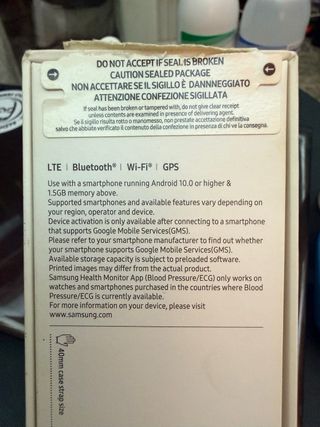 DO NOT ACCEPT IF SEAL IS BROKEN
CAUTION SEALED PACKAGE
NON ACCETTARE SE IL SIGILLO È DANNNEGGIATO
ATTENZIONE CONFEZIONE SIGILLATA
If seal has been broken or tampered with, do not give clear receipt
unless contents are examined in presence of delivering agent.
Se il sigillo risulta rotto o manomesso, non prestate accettazione definitiva
salvo che abbiate verificato il contenuto della confezione in presenza di chi ve la consegna.
LTE | Bluetooth® | Wi-Fi® | GPS
Use with a smartphone running Android 10.0 or higher &
1.5GB memory above.
Supported smartphones and available features may vary depending on
your region, operator and device.
Device activation is only available after connecting to a smartphone
that supports Google Mobile Services(GMS).
Please refer to your smartphone manufacturer to find out whether
your smartphone supports Google Mobile Services(GMS).
Available storage capacity is subject to preloaded software.
Printed images may differ from the actual product.
Samsung Health Monitor App (Blood Pressure/ECG) only works on
watches and smartphones purchased in the countries where Blood
Pressure/ECG is currently available.
For more information on your device, please visit
www.samsung.com
40mm case strap size